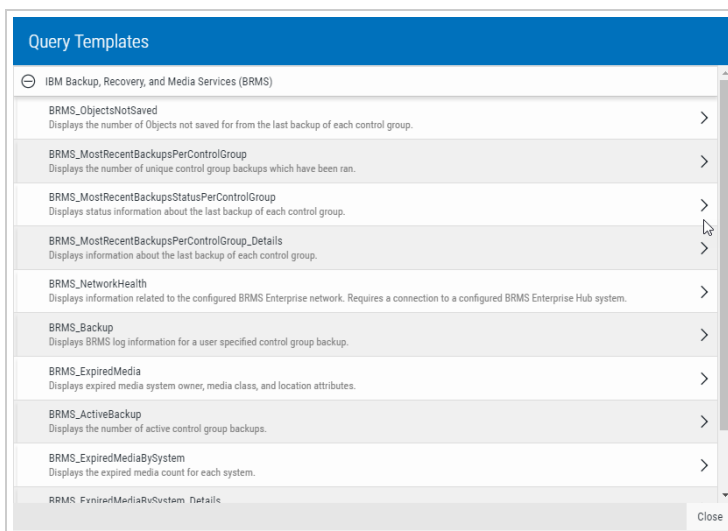 Query Templates
IBM Backup, Recovery, and Media Services (BRMS)
BRMS_ObjectsNotSaved
Displays the number of Objects not saved for from the last backup of each control group.
BRMS_MostRecentBackupsPerControlGroup
Displays the number of unique control group backups which have been ran.
BRMS_MostRecentBackupsStatusPerControlGroup
Displays status information about the last backup of each control group.
BRMS_MostRecentBackupsPerControlGroup_Details
Displays information about the last backup of each control group.
BRMS_NetworkHealth
Displays information related to the configured BRMS Enterprise network. Requires a connection to a configured BRMS Enterprise Hub system.
BRMS_Backup
Displays BRMS log information for a user specified control group backup.
BRMS_ExpiredMedia
Displays expired media system owner, media class, and location attributes.
BRMS_ActiveBackup
Displays the number of active control group backups.
BRMS_ExpiredMediaBySystem
Displays the expired media count for each system.
BRMS_ExpiredMediaBySystem_Details
Close